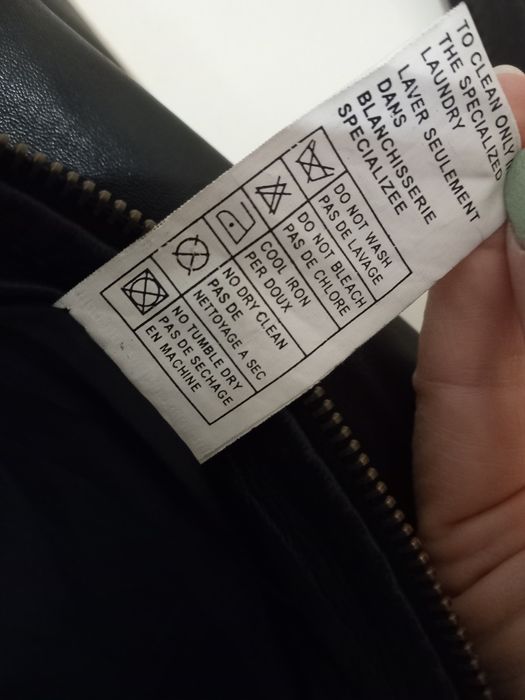 TO CLEAN ONLY
THE SPECIALIZED
LAUNDRY
LAVER SEULEMENT
DANS
BLANCHISSERIE
SPECIALIZEE
DO NOT WASH
PAS DE LAVAGE
DO NOT BLEACH
PAS DE CHLORE
COOL IRON
PER DOUX
NO DRY CLEAN
PAS DE
NETTOYAGE A SEC
NO TUMBLE DRY
PAS DE SECHAGE
EN MACHINE